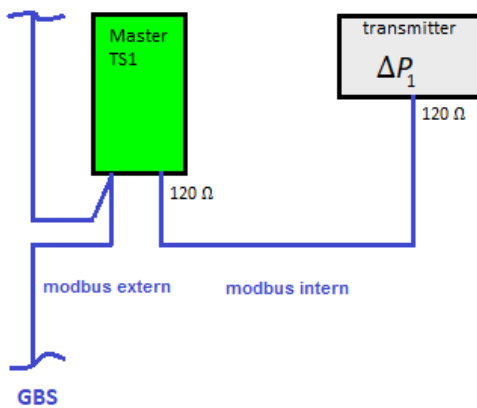 Master
TS1
transmitter
ΔP₁
120 Ω
120 Ω
modbus extern
modbus intern
GBS